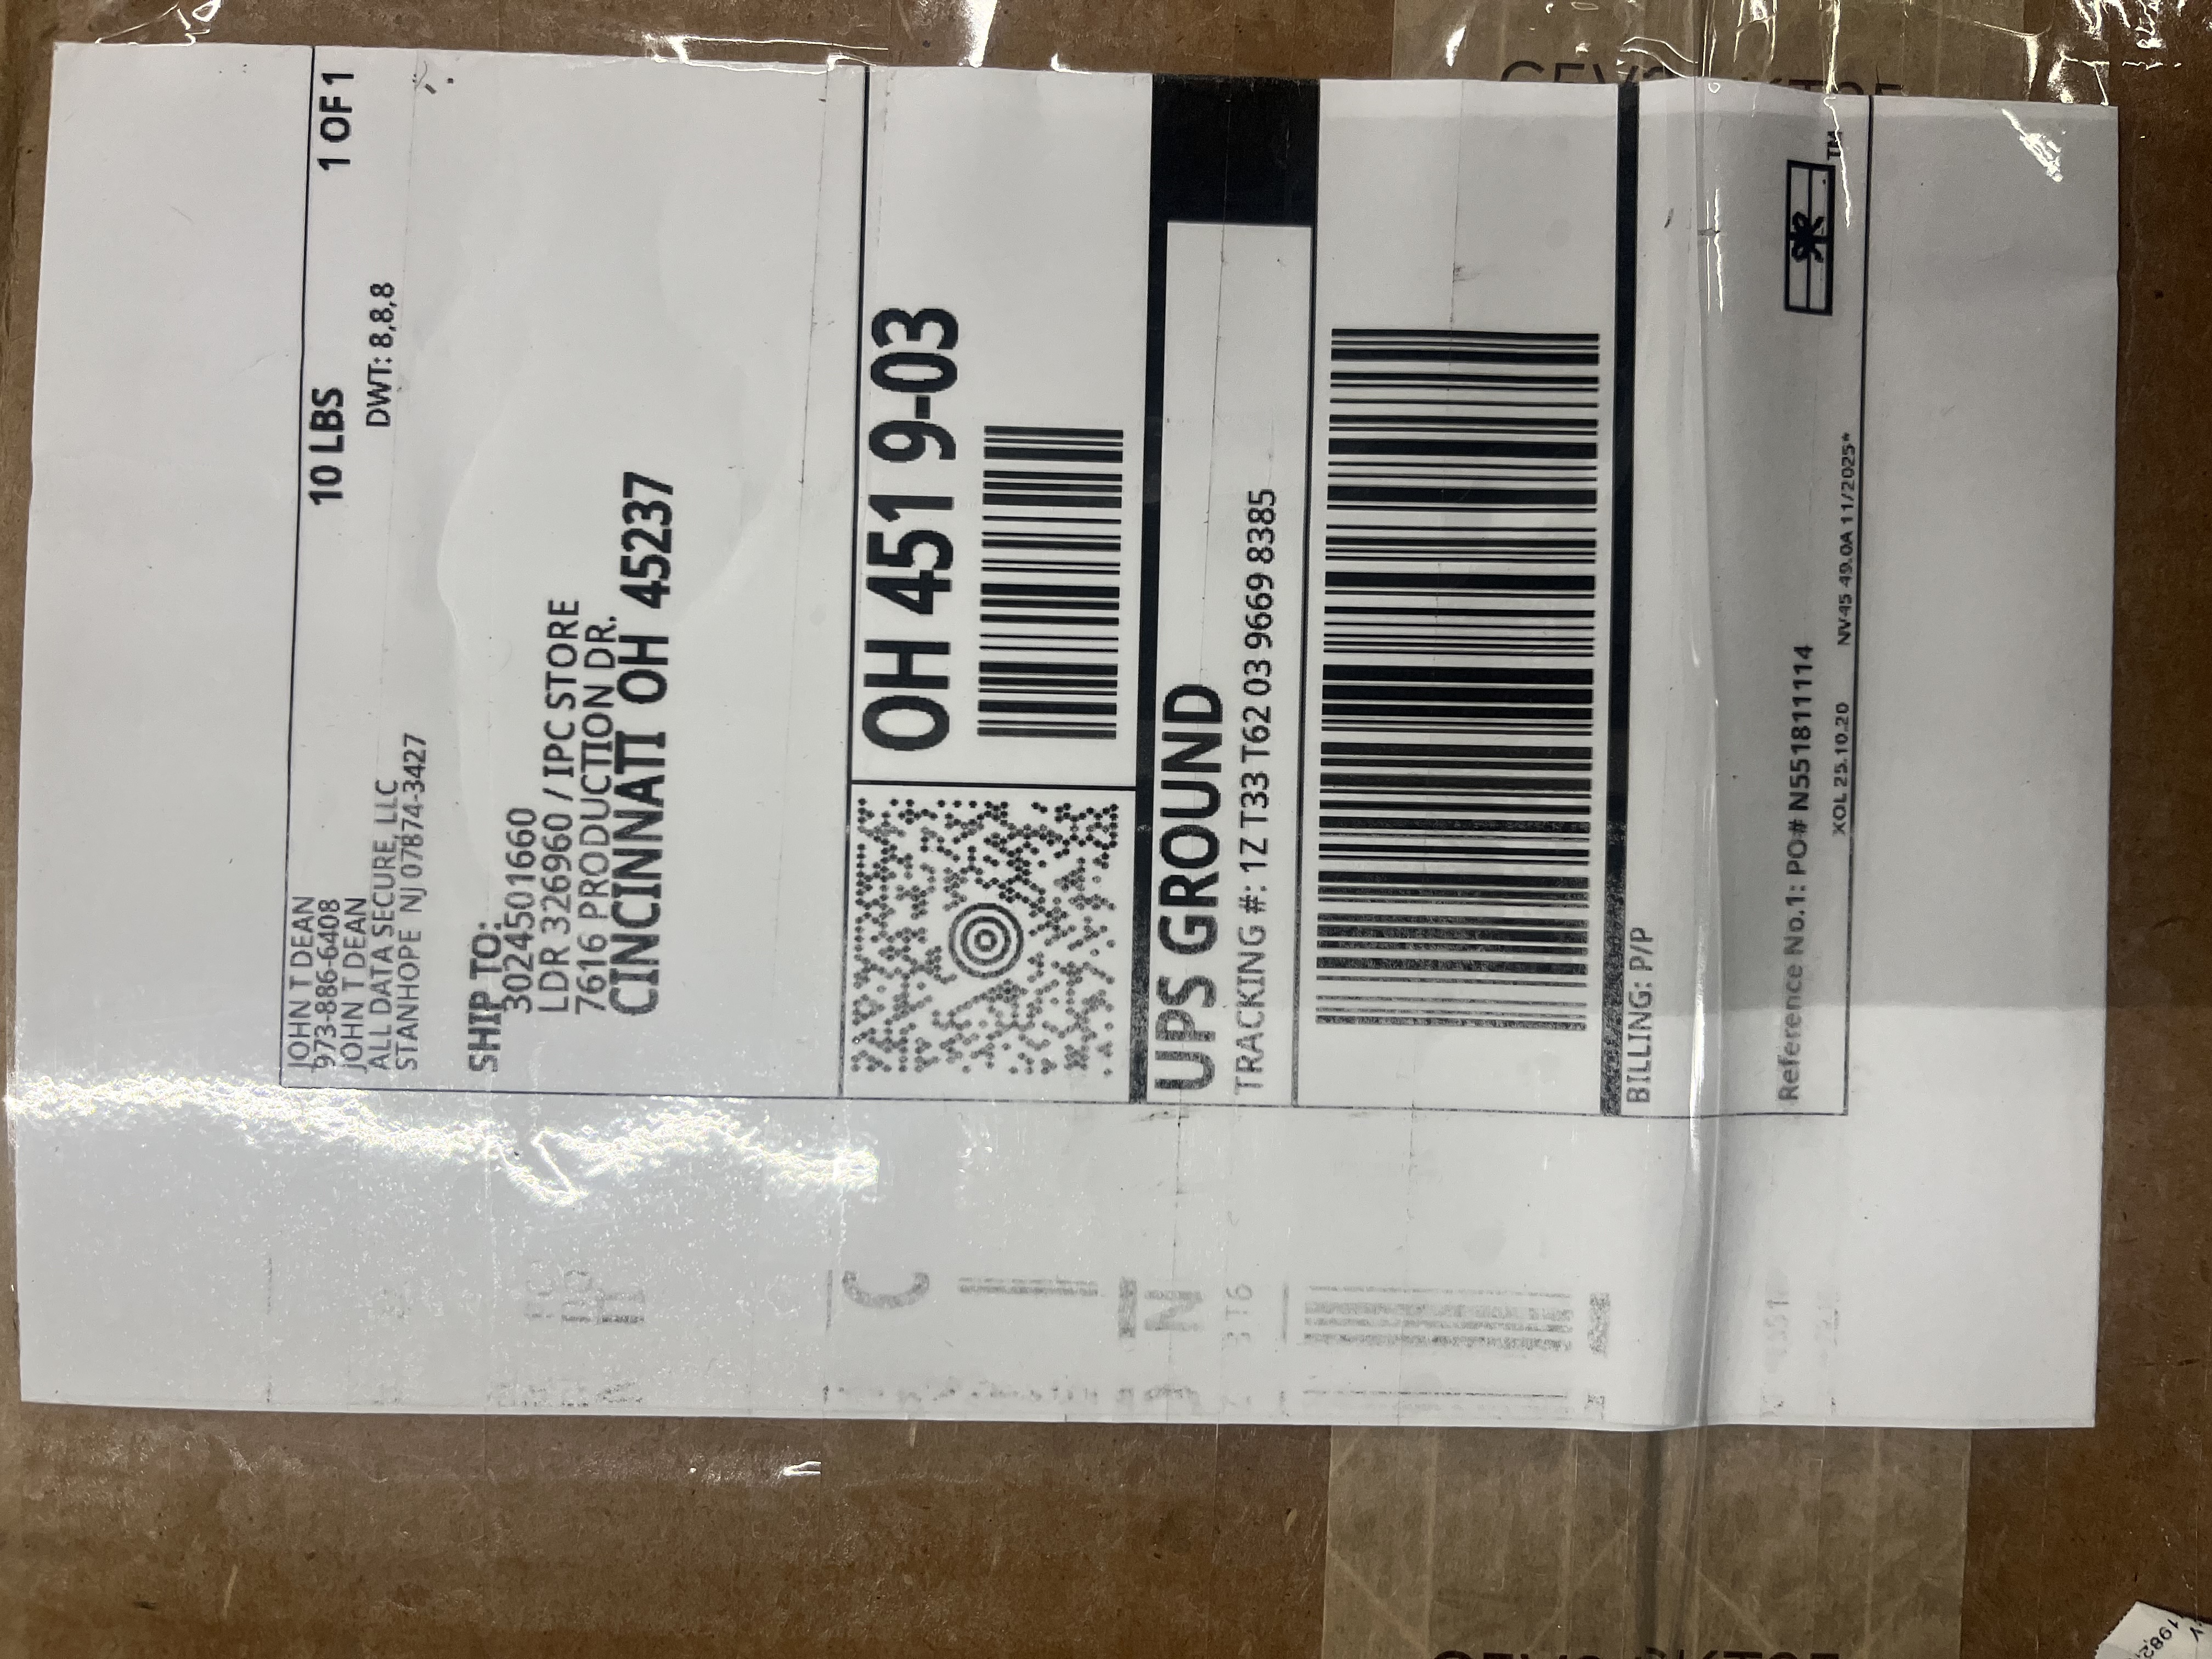 JOHN T DEAN
973-886-6408
JOHN T DEAN
ALL DATA SECURE, LLC
STANHOPE NJ 07874-3427
10 LBS
1 OF 1
DWT: 8,8,8
SHIP TO:
3024501660
LDR 326960 / IPC STORE
7616 PRODUCTION DR.
CINCINNATI OH 45237
OH 451 9-03
UPS GROUND
TRACKING #: 1Z T33 T62 03 9669 8385
BILLING: P/P
Reference No.1: PO# N551811114
XOL 25.10.20 NV45 49.0A 11/2025*
TM